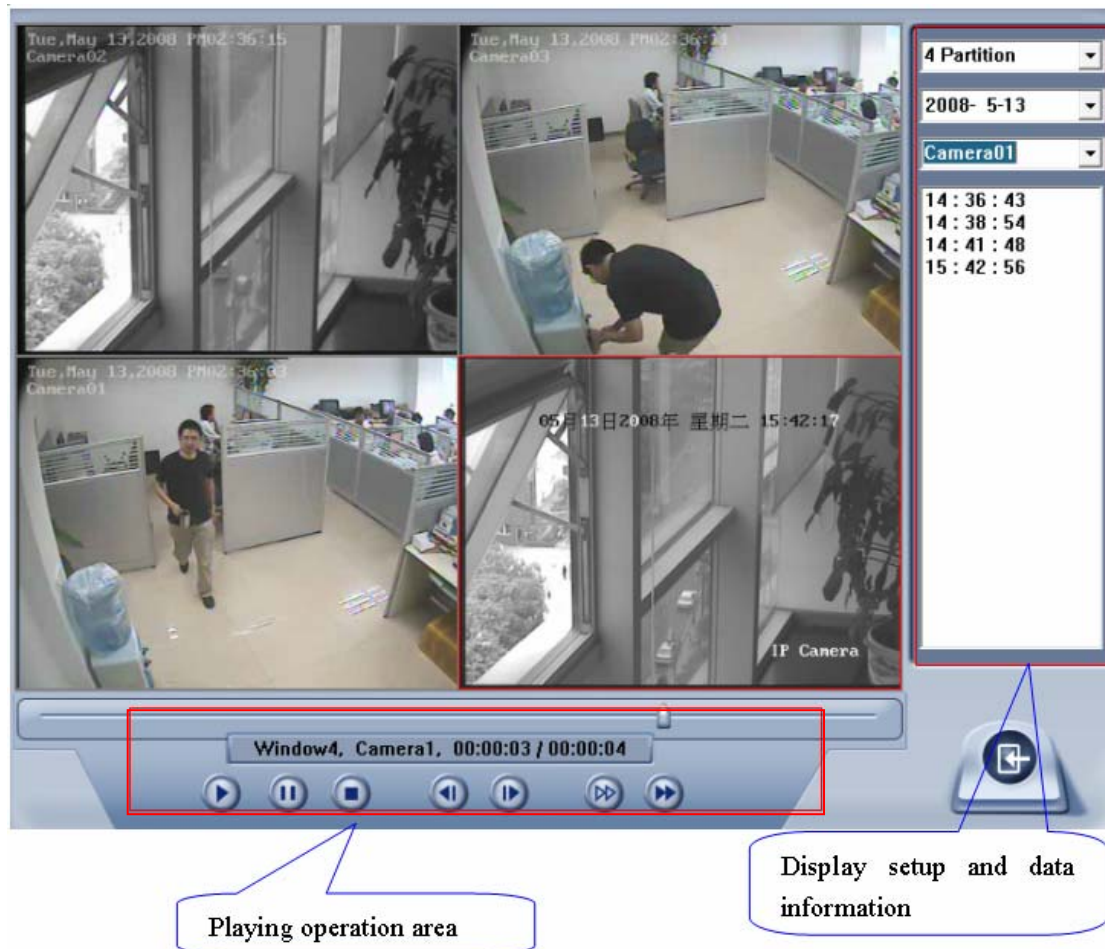 Tue,May 13,2008 PM02:36:15
Camera02
Tue,May 13,2008 PM02:36:21
Camera03
Tue,May 13,2008 PM02:36:03
Camera01
05月13日2008年 星期二 15:42:17
IP Camera
4 Partition
2008- 5-13
Camera01
14:36:43
14:38:54
14:41:48
15:42:56
Window4, Camera1, 00:00:03 / 00:00:04
Playing operation area
Display setup and data
information